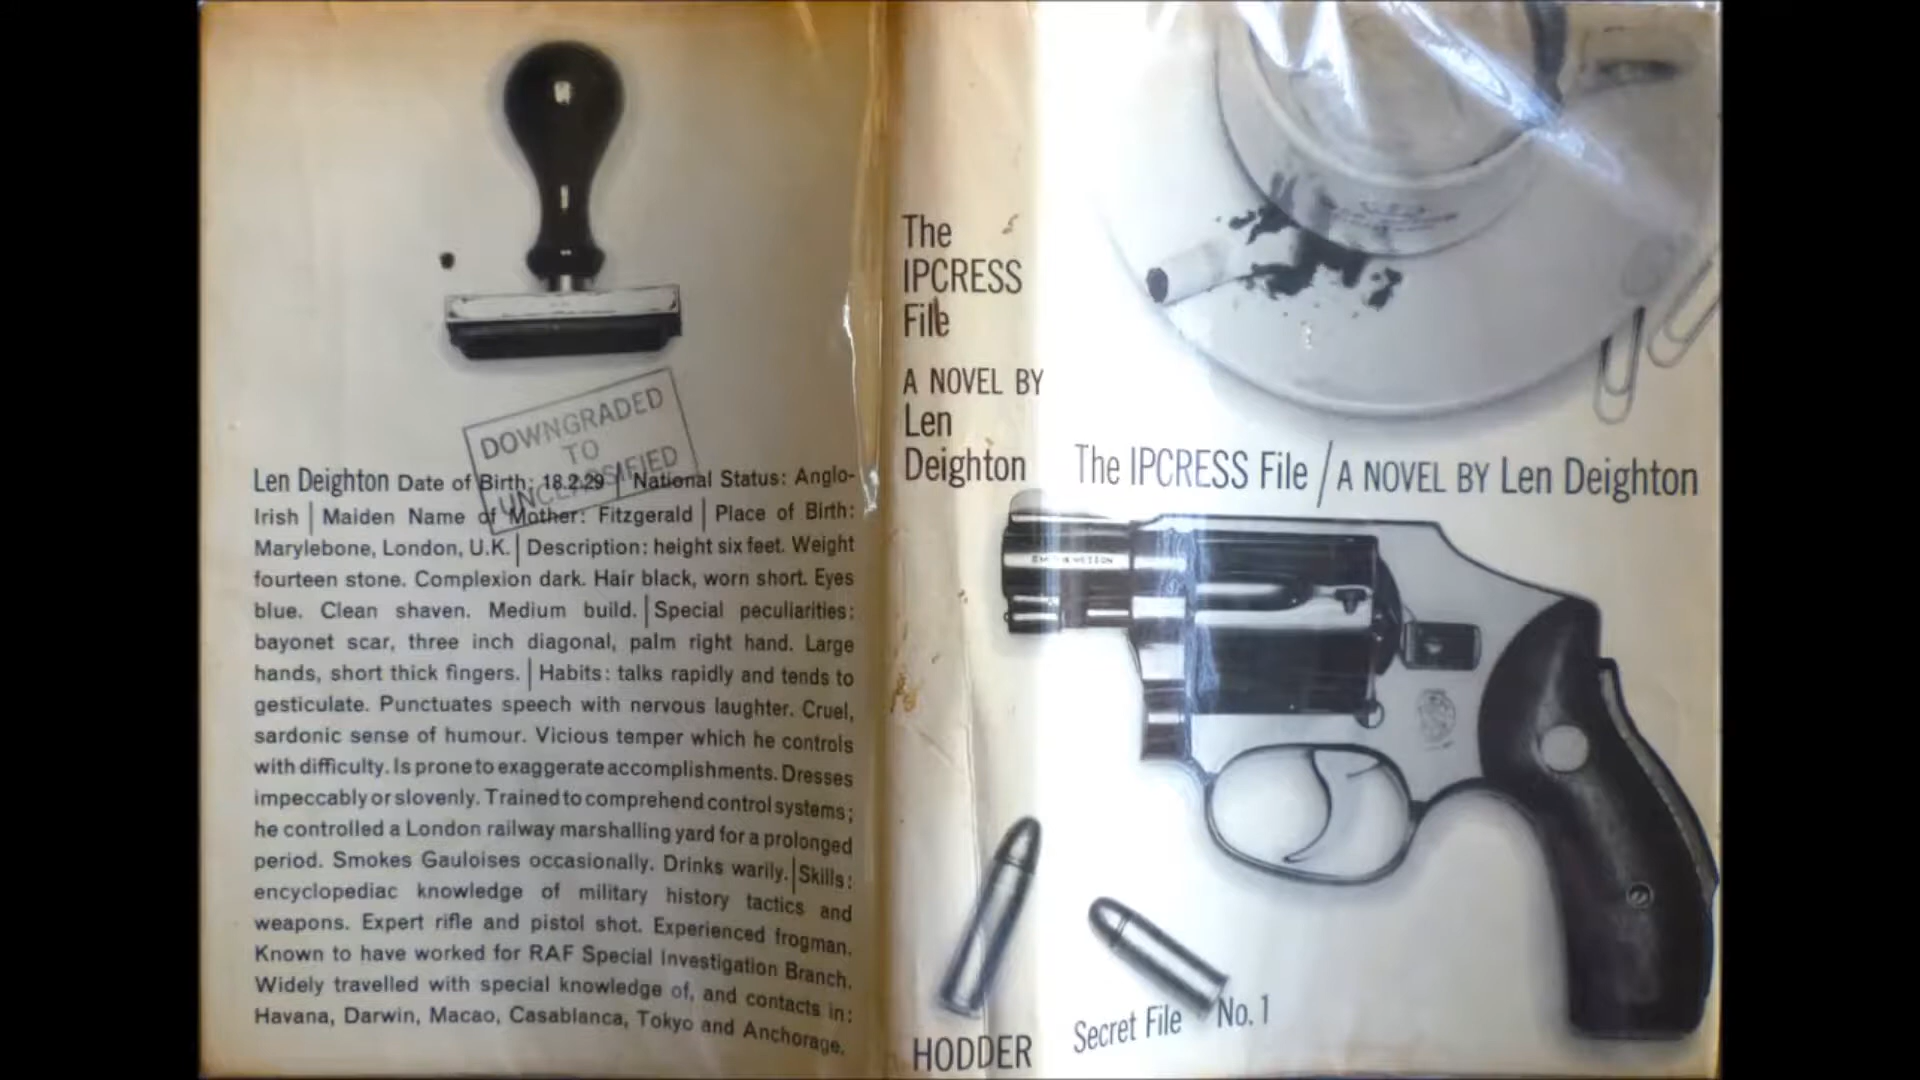 DOWNGRADED
TO
UNCLASSIFIED
Len Deighton Date of Birth: 18.2.29 | National Status: Anglo-
Irish | Maiden Name of Mother: Fitzgerald | Place of Birth:
Marylebone, London, U.K. | Description: height six feet. Weight
fourteen stone. Complexion dark. Hair black, worn short. Eyes
blue. Clean shaven. Medium build. | Special peculiarities:
bayonet scar, three inch diagonal, palm right hand. Large
hands, short thick fingers. | Habits: talks rapidly and tends to
gesticulate. Punctuates speech with nervous laughter. Cruel,
sardonic sense of humour. Vicious temper which he controls
with difficulty. Is prone to exaggerate accomplishments. Dresses
impeccably or slovenly. Trained to comprehend control systems;
he controlled a London railway marshalling yard for a prolonged
period. Smokes Gauloises occasionally. Drinks warily. | Skills:
encyclopediac knowledge of military history tactics and
weapons. Expert rifle and pistol shot. Experienced frogman.
Known to have worked for RAF Special Investigation Branch.
Widely travelled with special knowledge of, and contacts in:
Havana, Darwin, Macao, Casablanca, Tokyo and Anchorage.
The
IPCRESS
File
A NOVEL BY
Len
Deighton
HODDER
The IPCRESS File / A NOVEL BY Len Deighton
SMITH & WESSON
Secret File No. 1